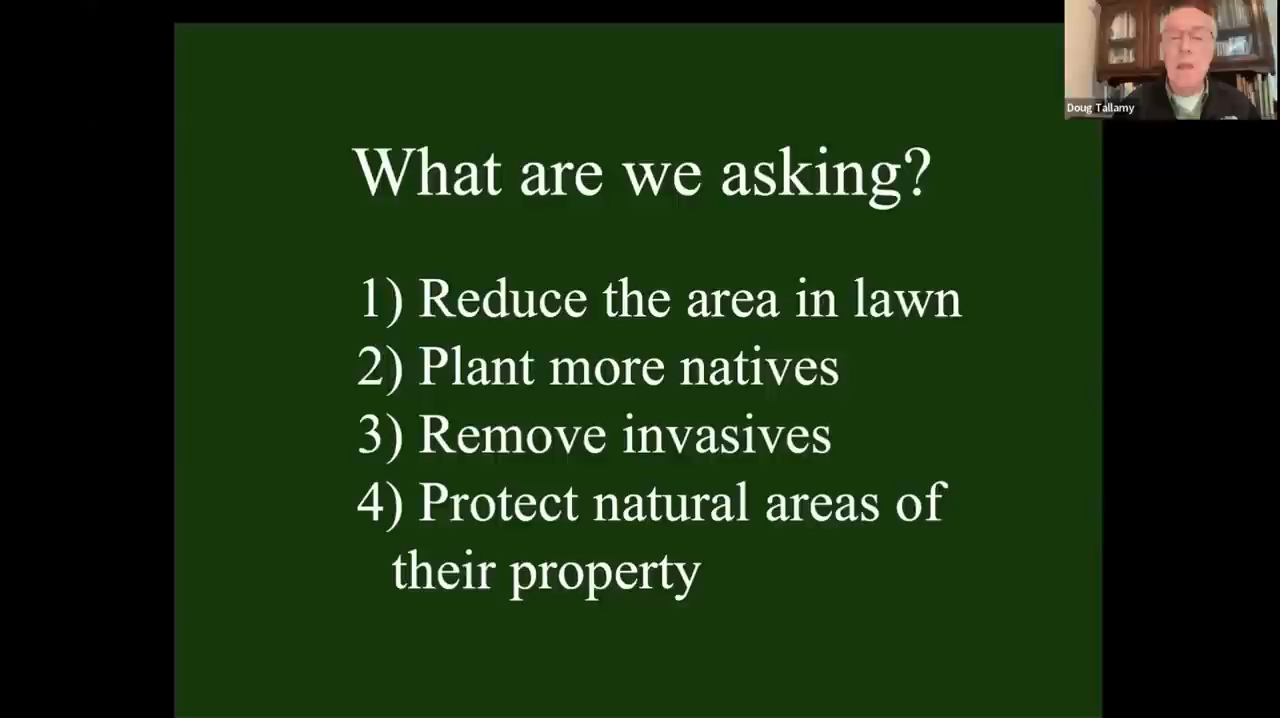 What are we asking?
1) Reduce the area in lawn
2) Plant more natives
3) Remove invasives
4) Protect natural areas of
their property
Doug Tallamy